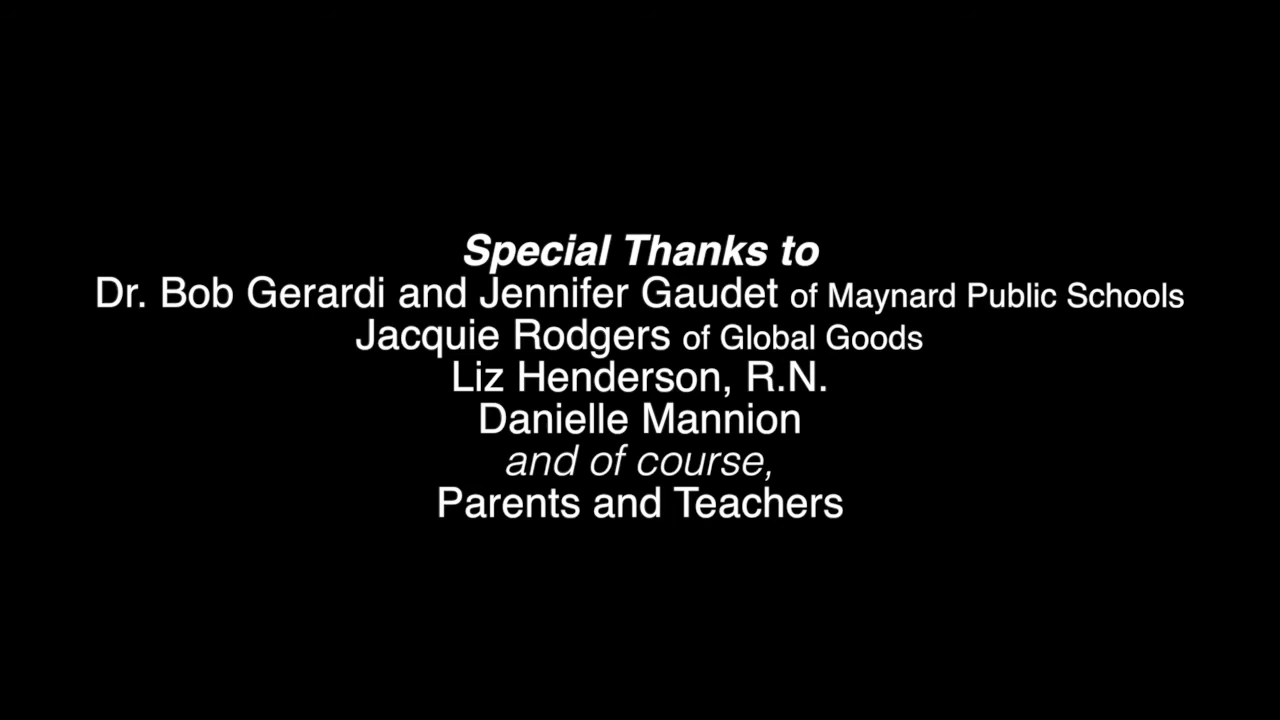 Special Thanks to
Dr. Bob Gerardi and Jennifer Gaudet of Maynard Public Schools
Jacquie Rodgers of Global Goods
Liz Henderson, R.N.
Danielle Mannion
and of course,
Parents and Teachers